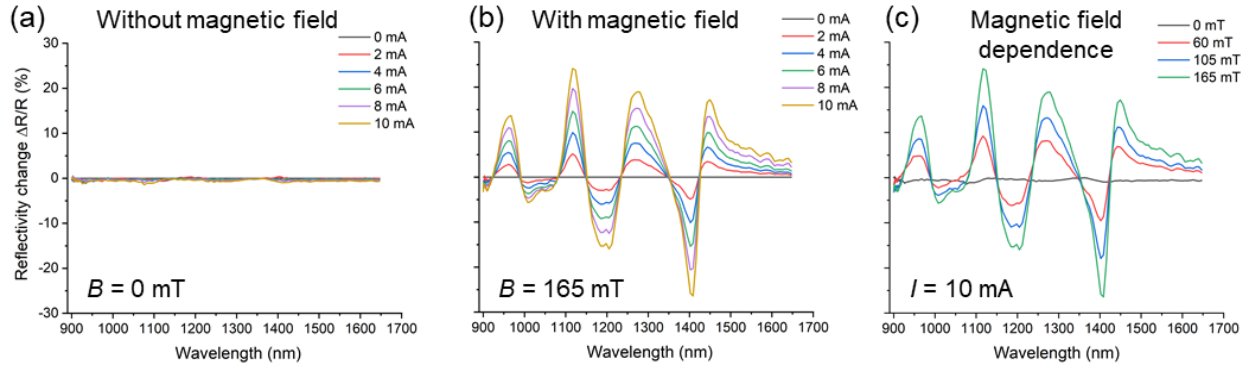 (a) Without magnetic field
0 mA
2 mA
4 mA
6 mA
8 mA
10 mA
Reflectivity change ΔR/R (%)
30
20
10
0
-10
-20
-30
B = 0 mT
900 1000 1100 1200 1300 1400 1500 1600 1700
Wavelength (nm)
(b) With magnetic field
0 mA
2 mA
4 mA
6 mA
8 mA
10 mA
B = 165 mT
900 1000 1100 1200 1300 1400 1500 1600 1700
Wavelength (nm)
(c) Magnetic field
dependence
0 mT
60 mT
105 mT
165 mT
I = 10 mA
900 1000 1100 1200 1300 1400 1500 1600 1700
Wavelength (nm)